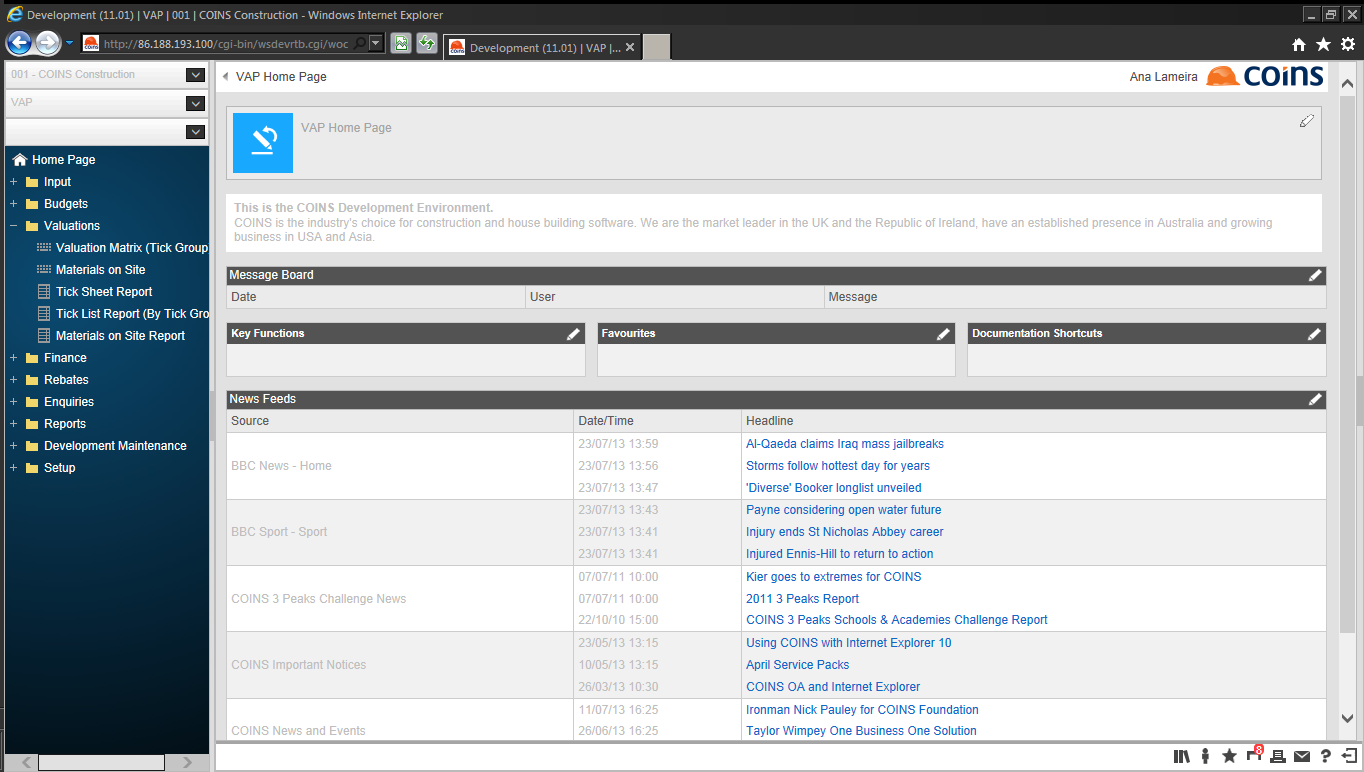 Development (11.01) | VAP | 001 | COINS Construction - Windows Internet Explorer
http://86.188.193.100/cgi-bin/wsdevrtb.cgi/woc
Development (11.01) | VAP |...
001 - COINS Construction
VAP
Home Page
Input
Budgets
Valuations
Valuation Matrix (Tick Group
Materials on Site
Tick Sheet Report
Tick List Report (By Tick Gro
Materials on Site Report
Finance
Rebates
Enquiries
Reports
Development Maintenance
Setup
VAP Home Page
Ana Lameira
coins
VAP Home Page
This is the COINS Development Environment.
COINS is the industry's choice for construction and house building software. We are the market leader in the UK and the Republic of Ireland, have an established presence in Australia and growing
business in USA and Asia.
Message Board
Date User Message
Key Functions Favourites Documentation Shortcuts
News Feeds
Source Date/Time Headline
23/07/13 13:59 Al-Qaeda claims Iraq mass jailbreaks
BBC News - Home 23/07/13 13:56 Storms follow hottest day for years
23/07/13 13:47 'Diverse' Booker longlist unveiled
23/07/13 13:43 Payne considering open water future
BBC Sport - Sport 23/07/13 13:41 Injury ends St Nicholas Abbey career
23/07/13 13:41 Injured Ennis-Hill to return to action
07/07/11 10:00 Kier goes to extremes for COINS
COINS 3 Peaks Challenge News 07/07/11 10:00 2011 3 Peaks Report
22/10/10 15:00 COINS 3 Peaks Schools & Academies Challenge Report
23/05/13 13:15 Using COINS with Internet Explorer 10
COINS Important Notices 10/05/13 13:15 April Service Packs
26/03/13 10:30 COINS OA and Internet Explorer
11/07/13 16:25 Ironman Nick Pauley for COINS Foundation
COINS News and Events 26/06/13 16:25 Taylor Wimpey One Business One Solution
8